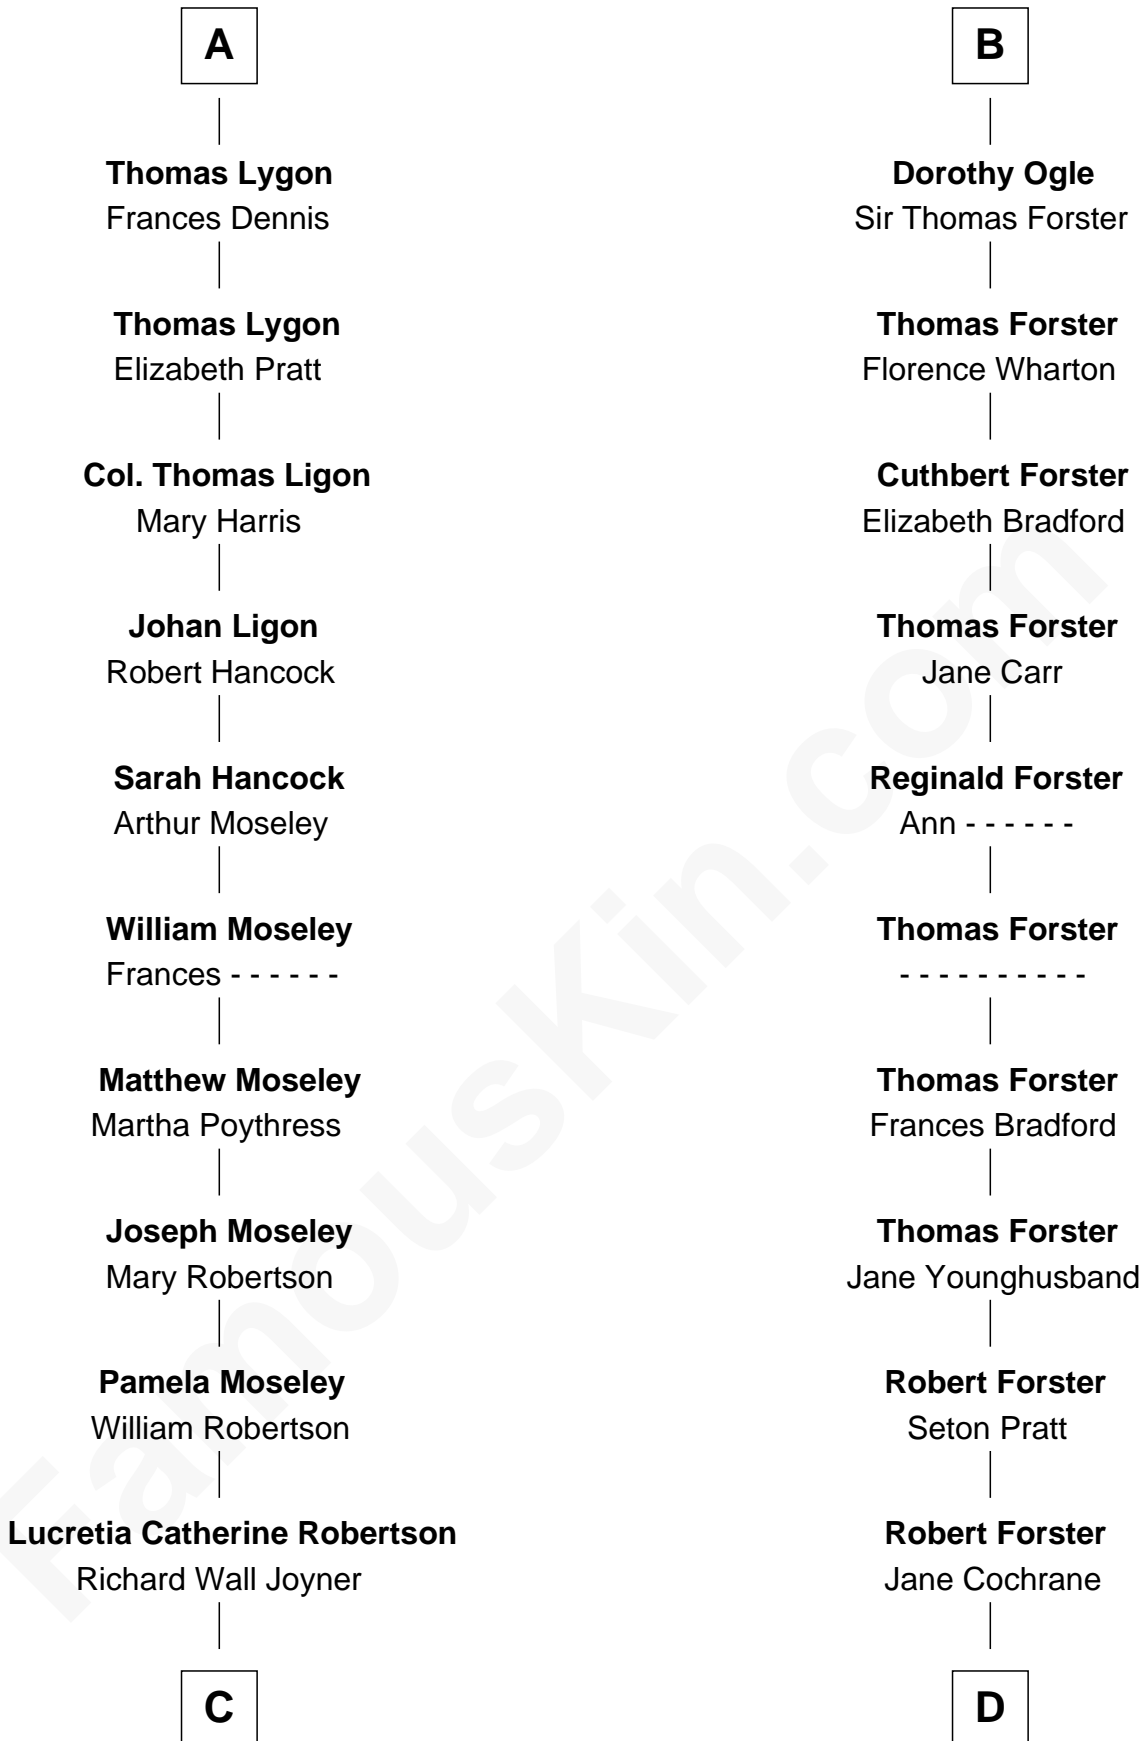 A
Thomas Lygon
Frances Dennis
Thomas Lygon
Elizabeth Pratt
Col. Thomas Ligon
Mary Harris
Johan Ligon
Robert Hancock
Sarah Hancock
Arthur Moseley
William Moseley
Frances - - - - - -
Matthew Moseley
Martha Poythress
Joseph Moseley
Mary Robertson
Pamela Moseley
William Robertson
Lucretia Catherine Robertson
Richard Wall Joyner
C
B
Dorothy Ogle
Sir Thomas Forster
Thomas Forster
Florence Wharton
Cuthbert Forster
Elizabeth Bradford
Thomas Forster
Jane Carr
Reginald Forster
Ann - - - - - -
Thomas Forster
- - - - - - - - - -
Thomas Forster
Frances Bradford
Thomas Forster
Jane Younghusband
Robert Forster
Seton Pratt
Robert Forster
Jane Cochrane
D
FamousKin.com